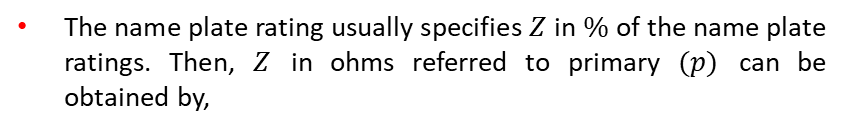 • The name plate rating usually specifies Z in % of the name plate
ratings. Then, Z in ohms referred to primary (p) can be
obtained by,